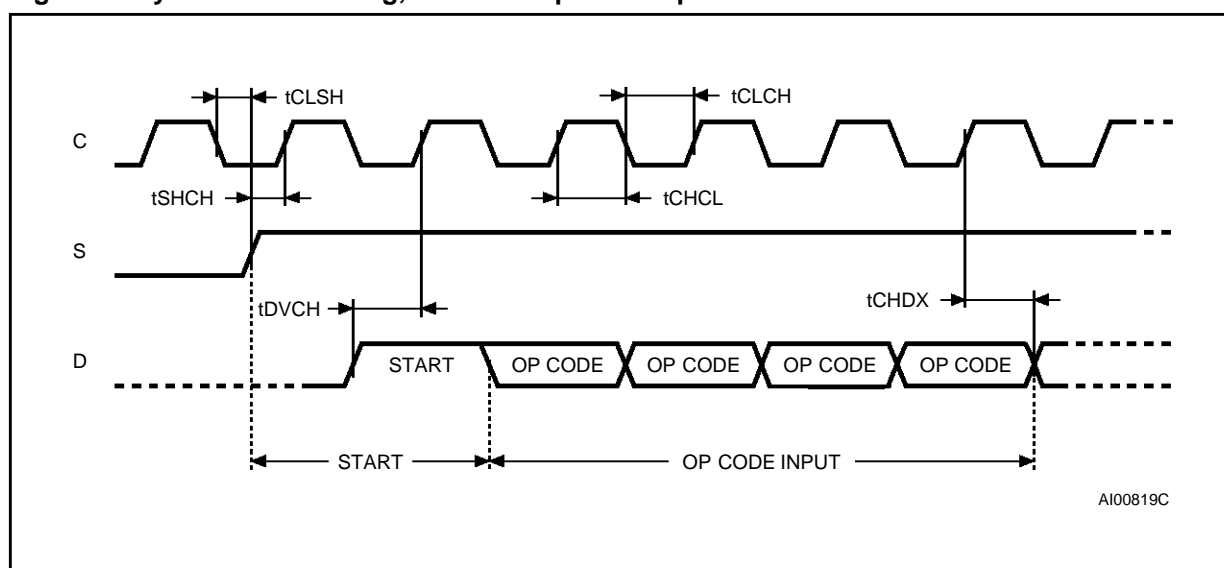 tCLSH
tCLCH
C
tSHCH
tCHCL
S
tDVCH
tCHDX
D
START
OP CODE
OP CODE
OP CODE
OP CODE
START
OP CODE INPUT
AI00819C